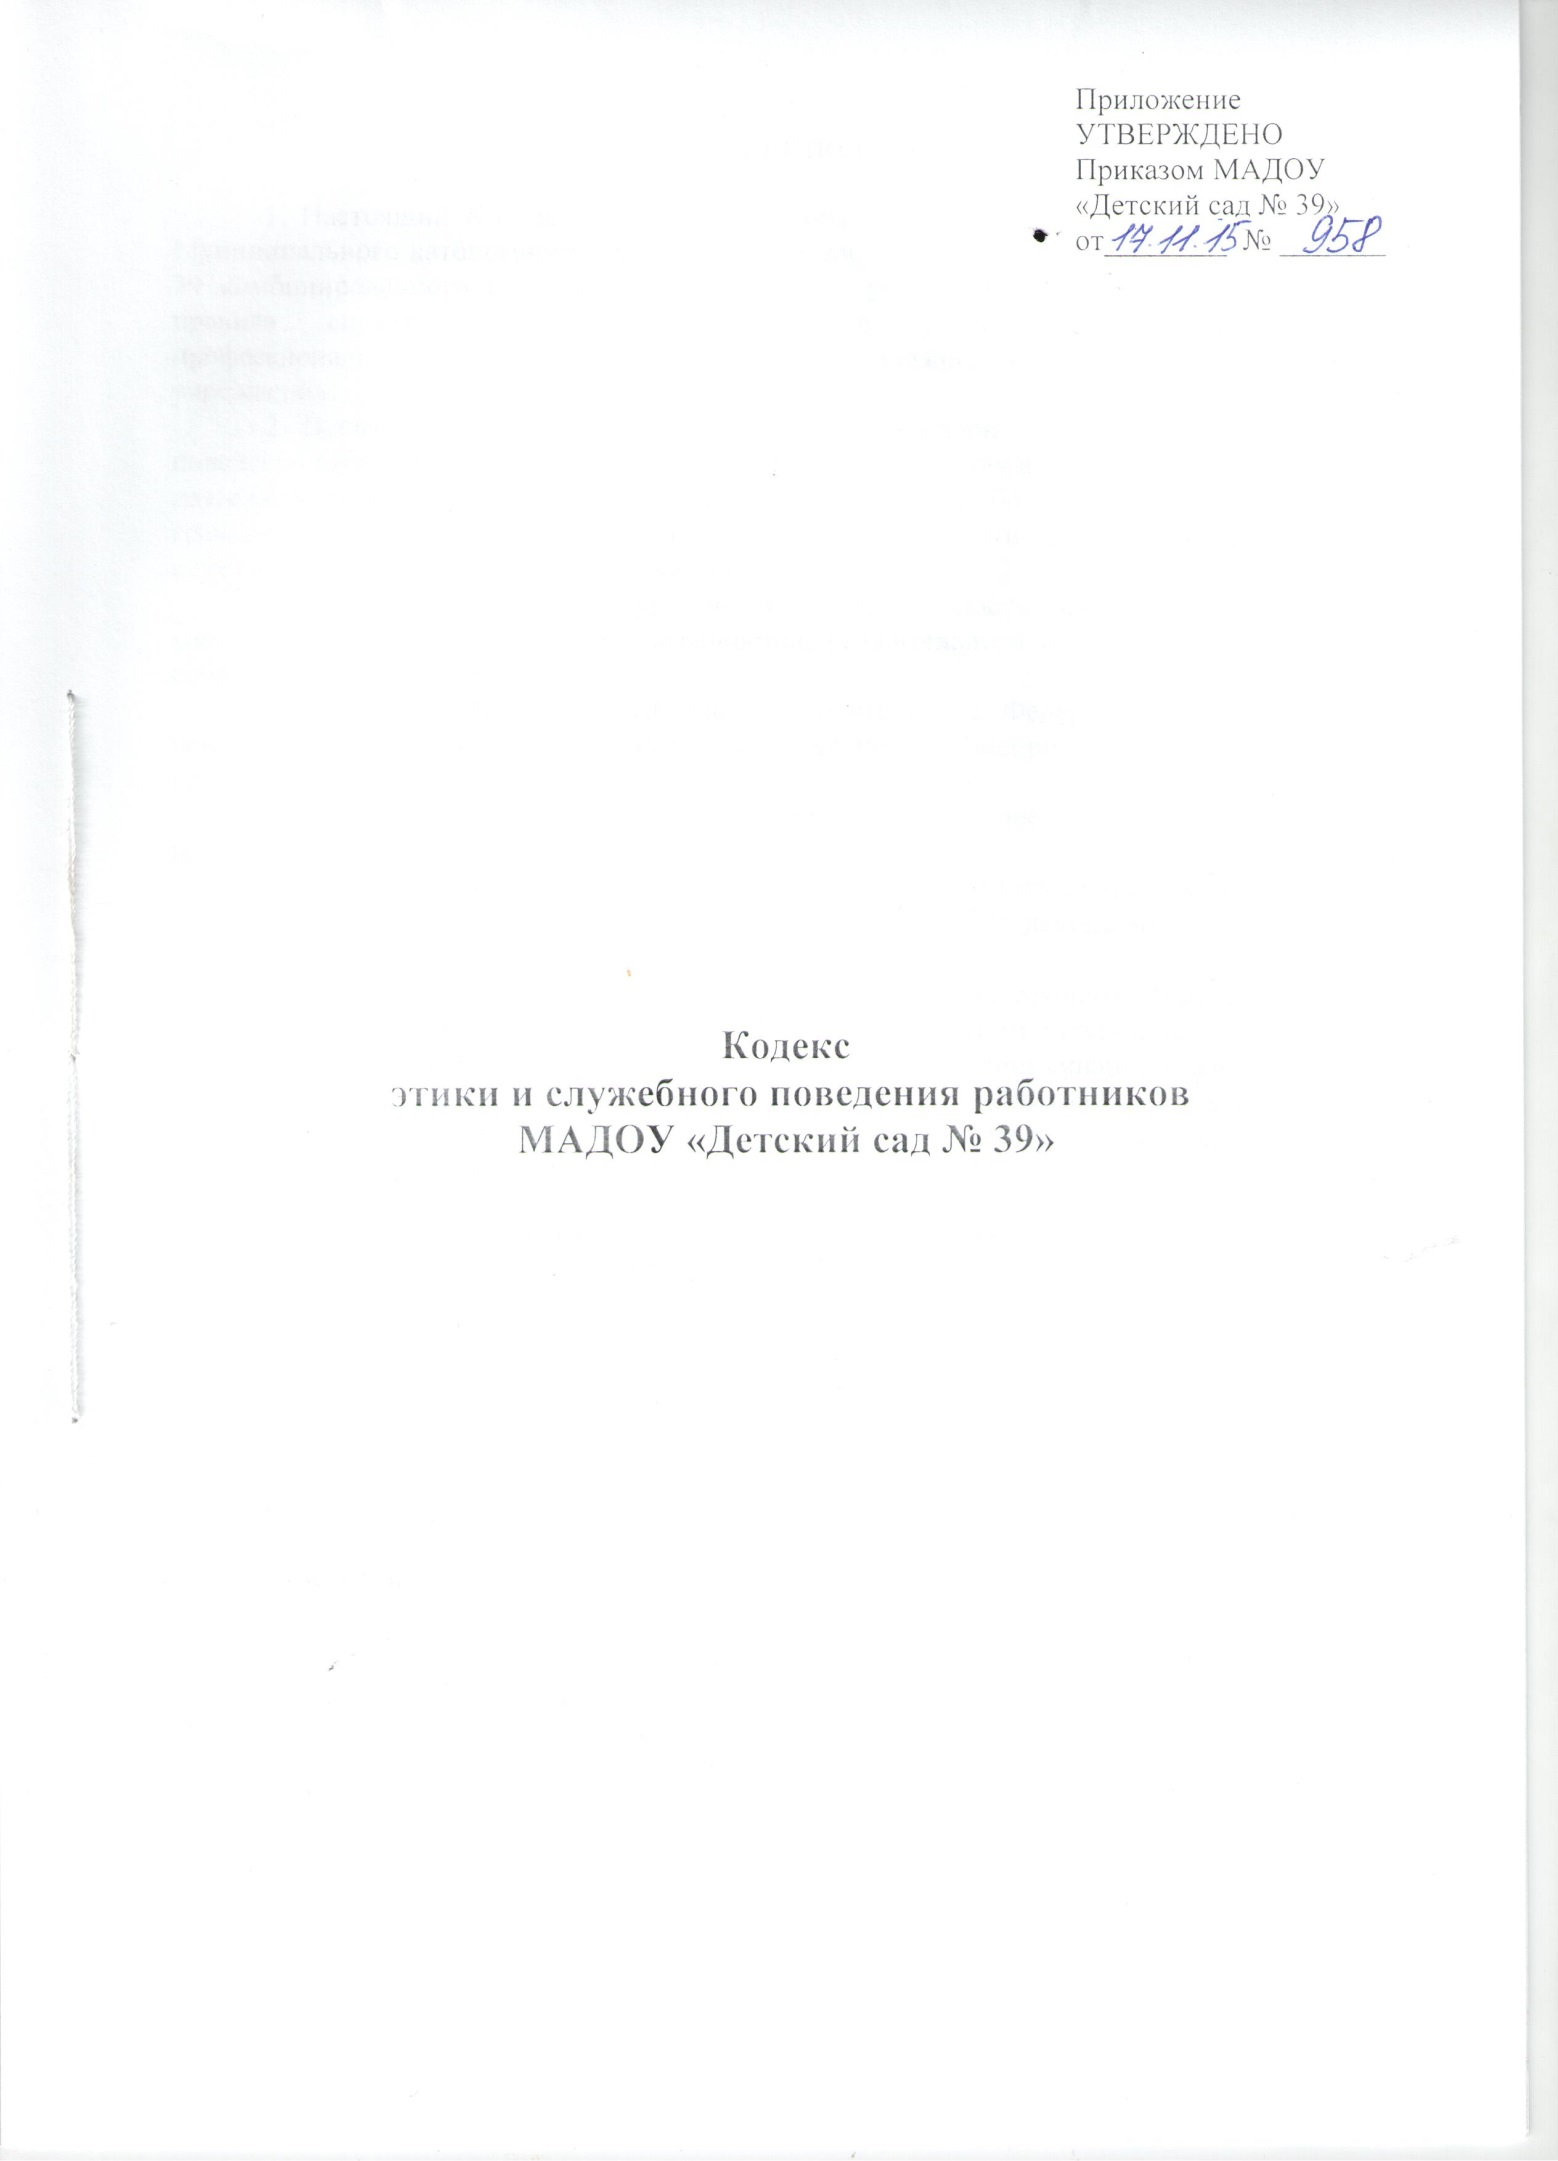 Приложение
УТВЕРЖДЕНО
Приказом МАДОУ
«Детский сад № 39»
от 17.11.15 № 958
Кодекс
этики и служебного поведения работников
МАДОУ «Детский сад № 39»